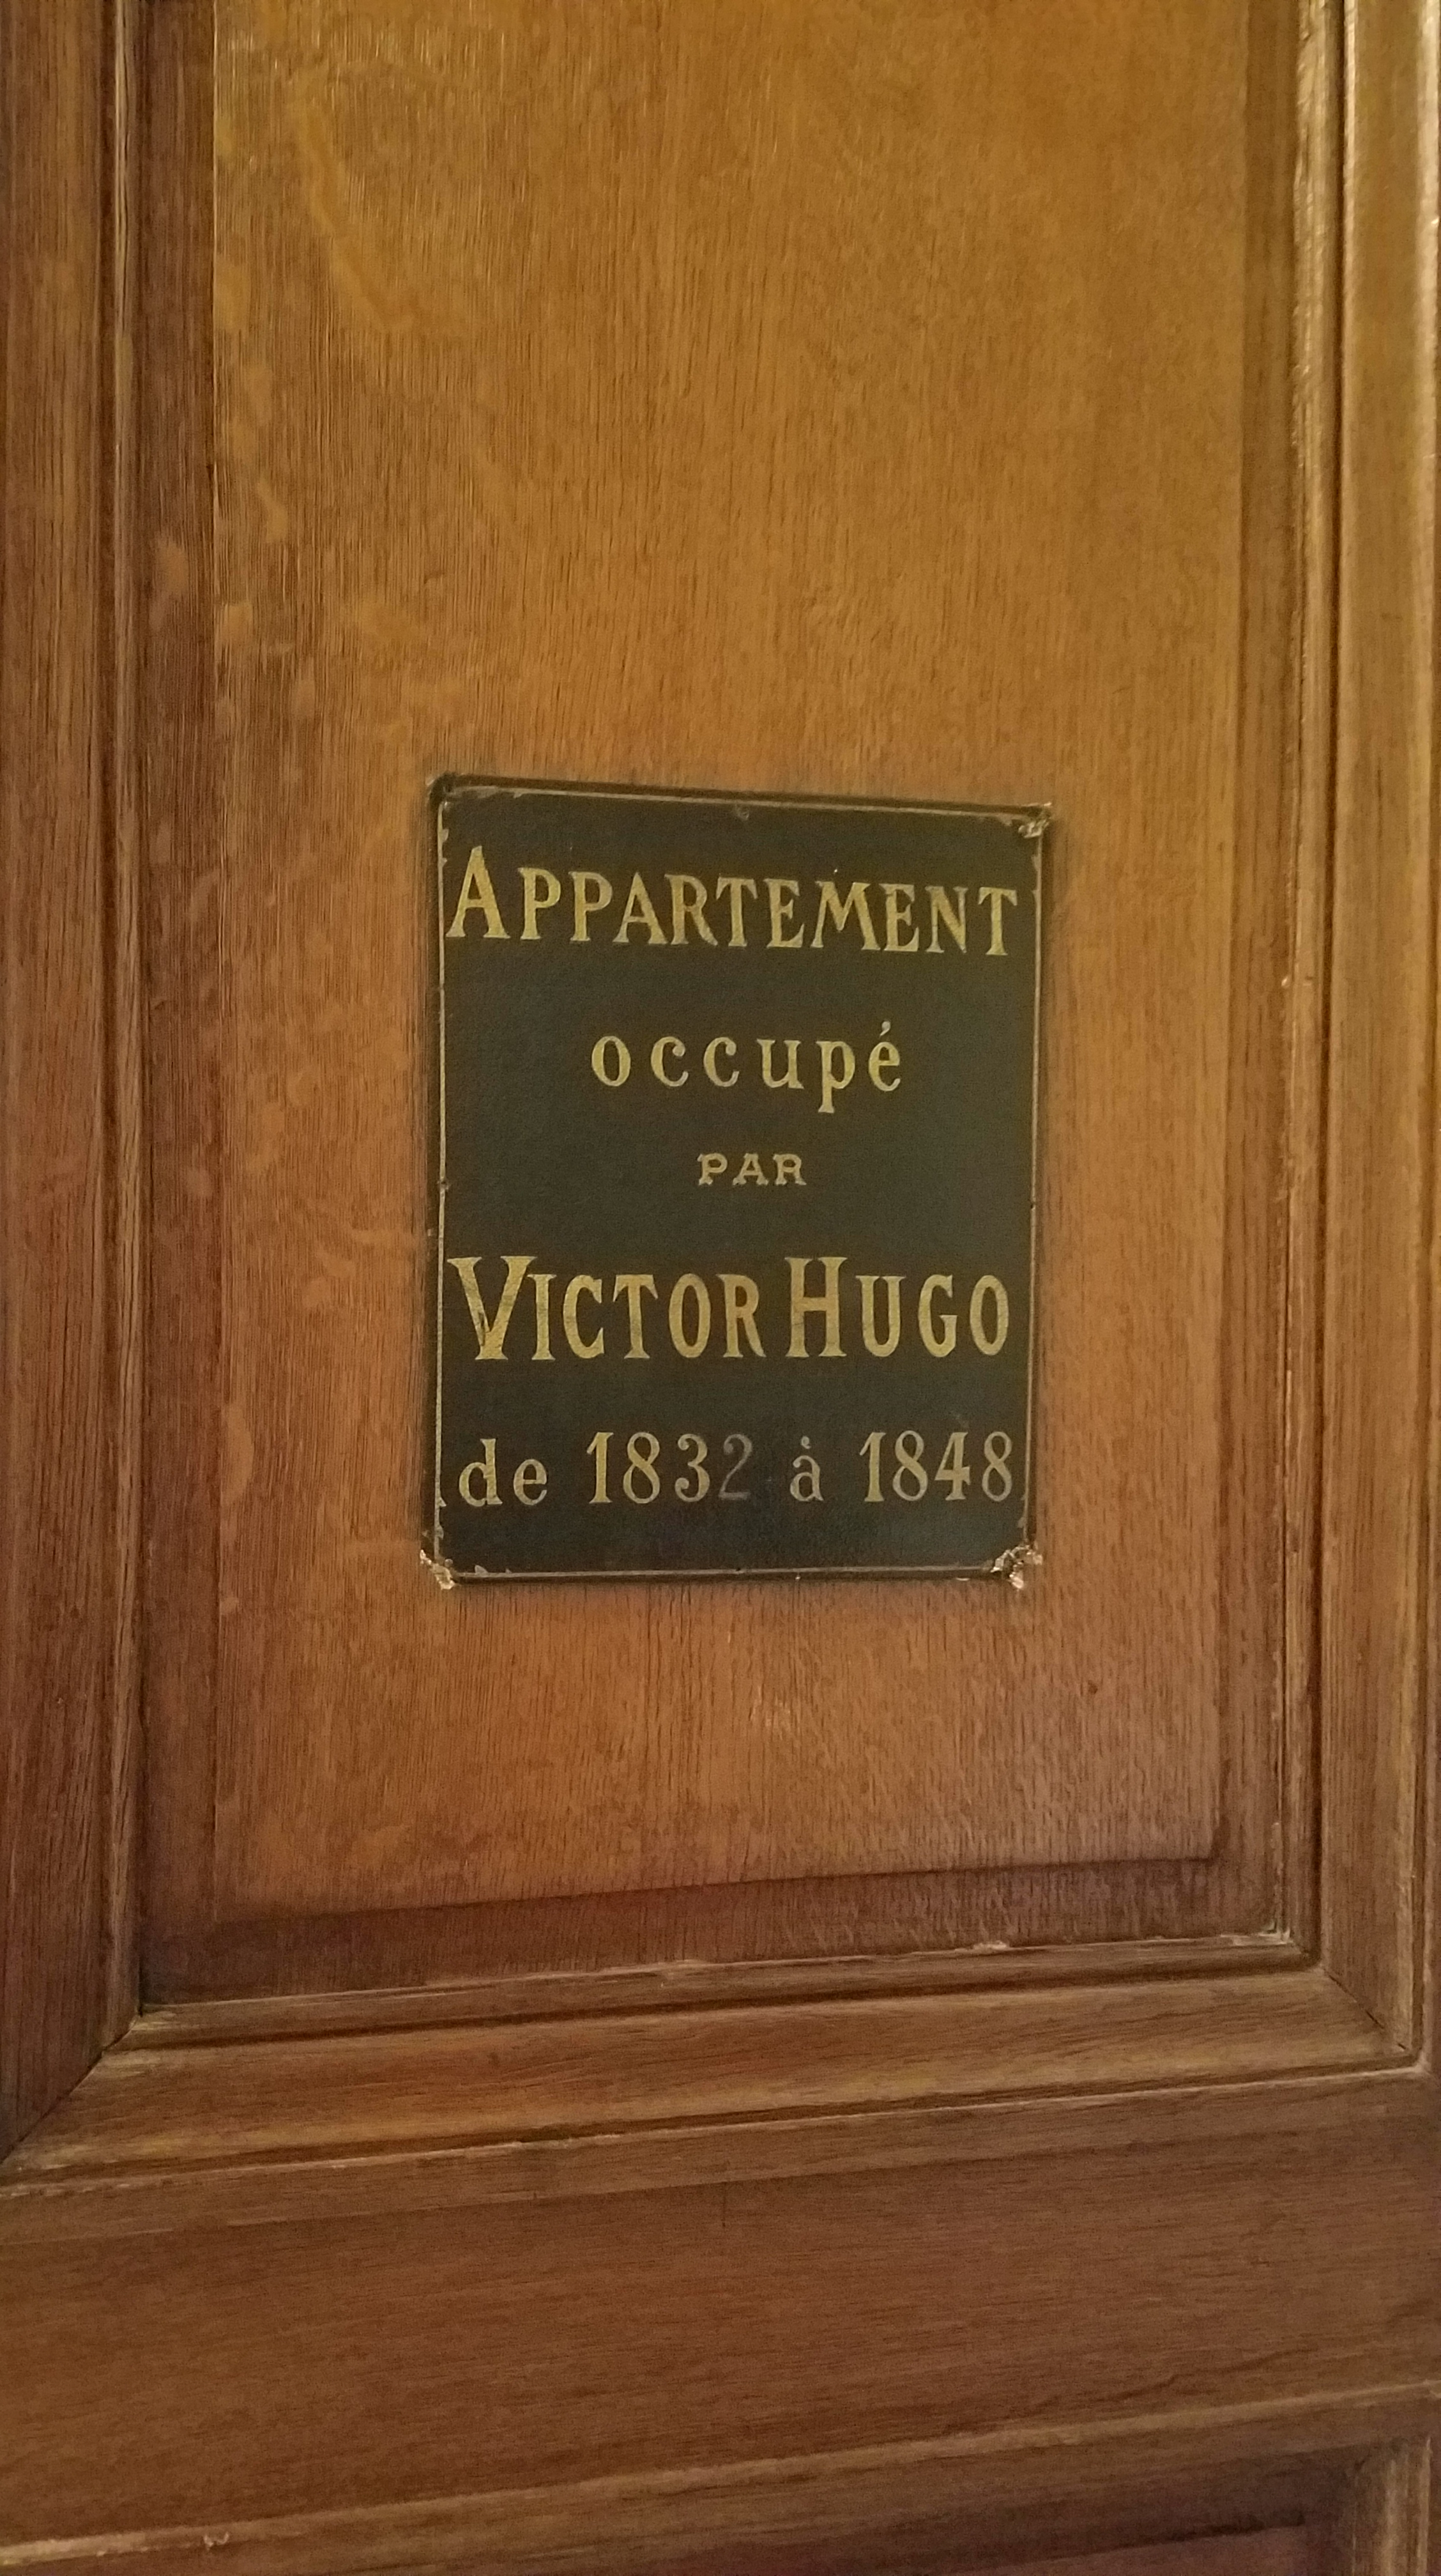 APPARTEMENT
occupé
PAR
VICTOR HUGO
de 1832 à 1848